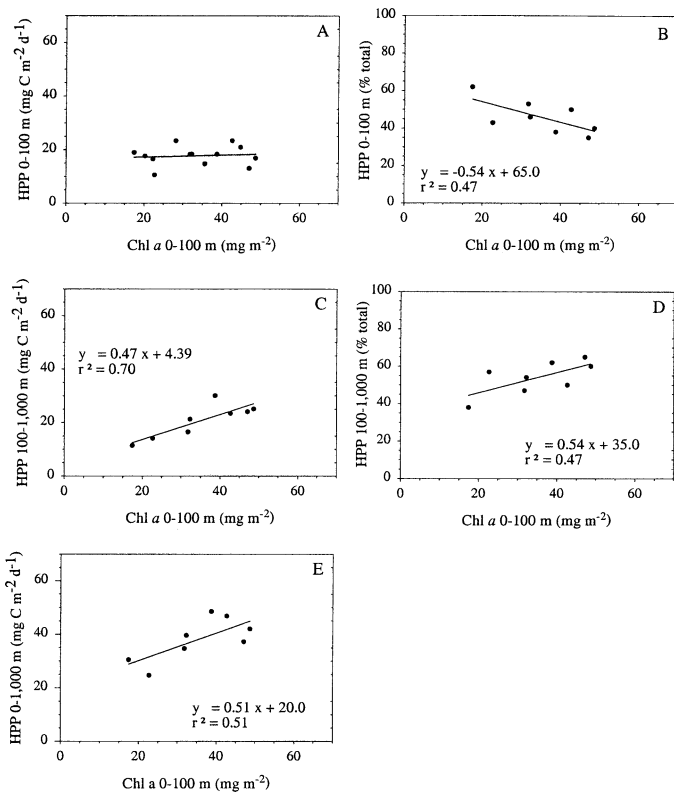 A
HPP 0-100 m (mg C m-2 d-1)
60
40
20
0
0 20 40 60
Chl a 0-100 m (mg m-2)
B
HPP 0-100 m (% total)
100
80
60
40
20
0
y = -0.54 x + 65.0
r 2 = 0.47
0 20 40 60
Chl a 0-100 m (mg m-2)
C
HPP 100-1,000 m (mg C m-2 d-1)
60
40
20
0
y = 0.47 x + 4.39
r 2 = 0.70
0 20 40 60
Chl a 0-100 m (mg m-2)
D
HPP 100-1,000 m (% total)
100
80
60
40
20
0
y = 0.54 x + 35.0
r 2 = 0.47
0 20 40 60
Chl a 0-100 m (mg m-2)
E
HPP 0-1,000 m (mg C m-2 d-1)
60
40
20
0
y = 0.51 x + 20.0
r 2 = 0.51
0 20 40 60
Chl a 0-100 m (mg m-2)